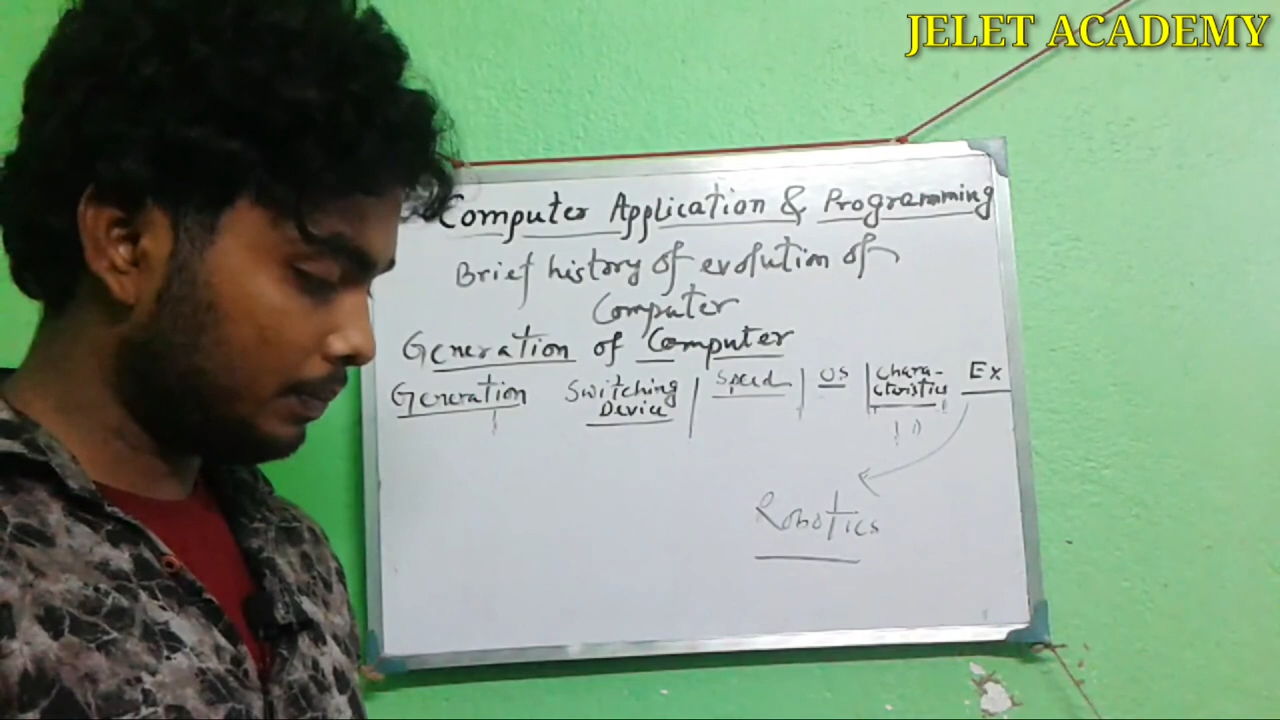 JELET ACADEMY
Computer Application & Programming
Brief history of evolution of
Computer
Generation of Computer
Generation Switching Device | Speed | OS | Chara-cteristics Ex
Robotics